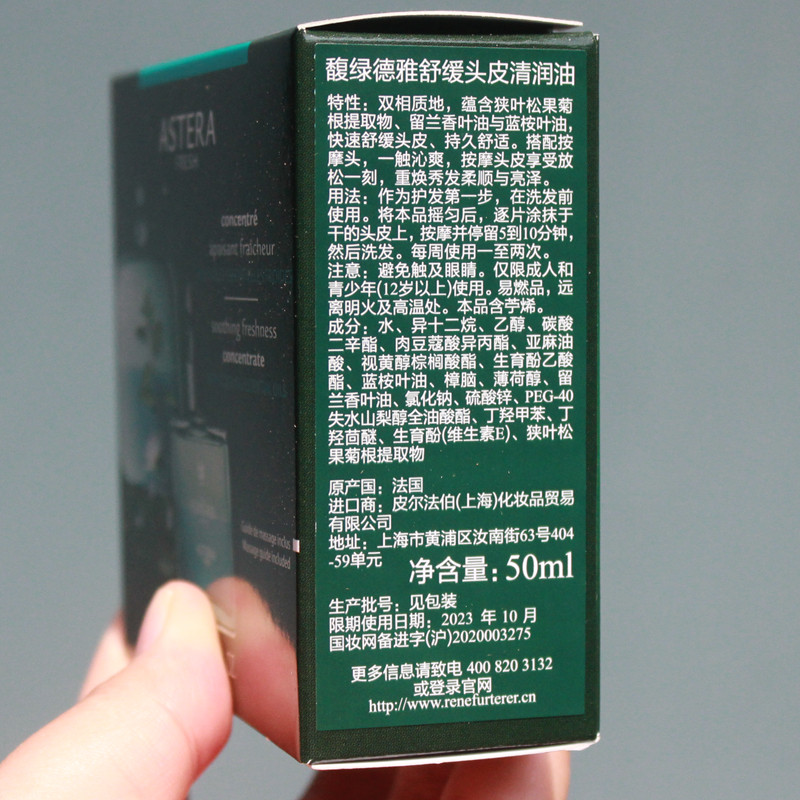 ASTERA
FRESH
concentré
apaisant fraîcheur
soothing freshness
concentrate
Guide de massage inclus
Massage guide included
馥绿德雅舒缓头皮清润油
特性：双相质地，蕴含狭叶松果菊
根提取物、留兰香叶油与蓝桉叶油，
快速舒缓头皮、持久舒适。搭配按
摩头，一触沁爽，按摩头皮享受放
松一刻，重焕秀发柔顺与亮泽。
用法：作为护发第一步，在洗发前
使用。将本品摇匀后，逐片涂抹于
干的头皮上，按摩并停留5到10分钟，
然后洗发。每周使用一至两次。
注意：避免触及眼睛。仅限成人和
青少年(12岁以上)使用。易燃品，远
离明火及高温处。本品含苧烯。
成分：水、异十二烷、乙醇、碳酸
二辛酯、肉豆蔻酸异丙酯、亚麻油
酸、视黄醇棕榈酸酯、生育酚乙酸
酯、蓝桉叶油、樟脑、薄荷醇、留
兰香叶油、氯化钠、硫酸锌、PEG-40
失水山梨醇全油酸酯、丁羟甲苯、丁
羟茴醚、生育酚(维生素E)、狭叶松
果菊根提取物
原产国：法国
进口商：皮尔法伯(上海)化妆品贸易
有限公司
地址：上海市黄浦区汝南街63号404
-59单元
净含量：50ml
生产批号：见包装
限期使用日期：2023 年 10 月
国妆网备进字(沪)2020003275
更多信息请致电 400 820 3132
或登录官网
http://www.renefurterer.cn